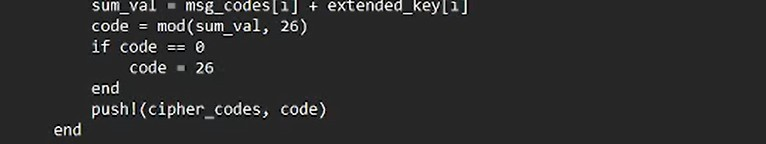 sum_val = msg_codes[i] + extended_key[i]
code = mod(sum_val, 26)
if code == 0
code = 26
end
push!(cipher_codes, code)
end